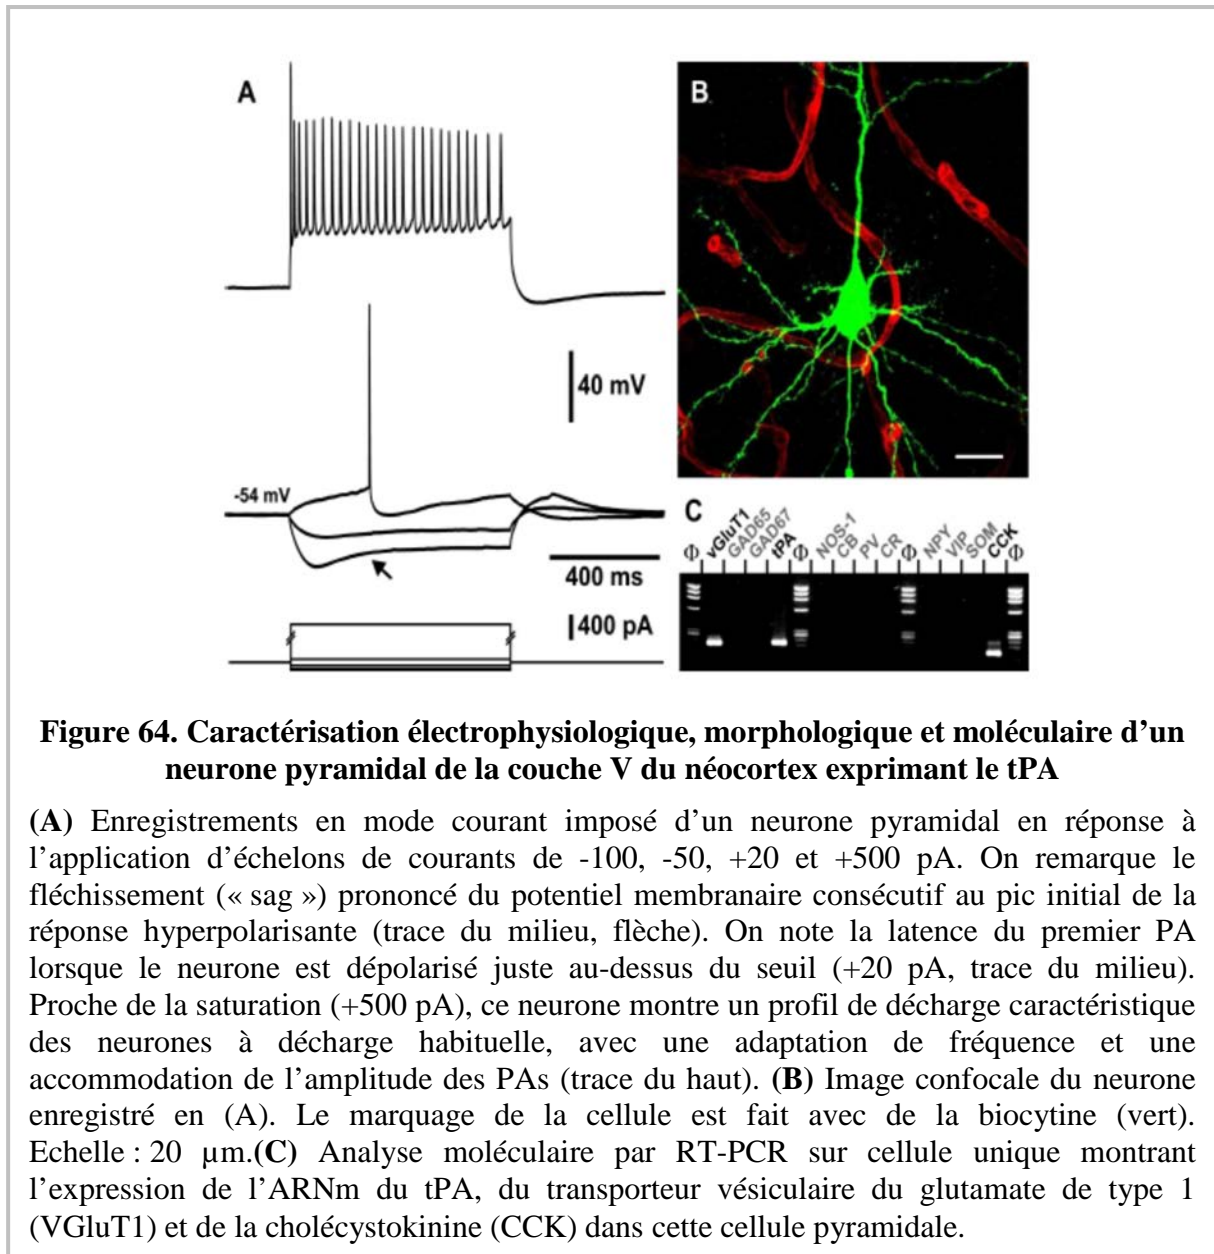 A
40 mV
-54 mV
400 ms
400 pA
B
C
Φ vGluT1 GAD65 GAD67 tPA Φ NOS-1 CB PV CR Φ NPY VIP SOM CCK Φ
Figure 64. Caractérisation électrophysiologique, morphologique et moléculaire d’un
neurone pyramidal de la couche V du néocortex exprimant le tPA
(A) Enregistrements en mode courant imposé d’un neurone pyramidal en réponse à
l’application d’échelons de courants de -100, -50, +20 et +500 pA. On remarque le
fléchissement (« sag ») prononcé du potentiel membranaire consécutif au pic initial de la
réponse hyperpolarisante (trace du milieu, flèche). On note la latence du premier PA
lorsque le neurone est dépolarisé juste au-dessus du seuil (+20 pA, trace du milieu).
Proche de la saturation (+500 pA), ce neurone montre un profil de décharge caractéristique
des neurones à décharge habituelle, avec une adaptation de fréquence et une
accommodation de l’amplitude des PAs (trace du haut). (B) Image confocale du neurone
enregistré en (A). Le marquage de la cellule est fait avec de la biocytine (vert).
Echelle : 20 µm.(C) Analyse moléculaire par RT-PCR sur cellule unique montrant
l’expression de l’ARNm du tPA, du transporteur vésiculaire du glutamate de type 1
(VGluT1) et de la cholécystokinine (CCK) dans cette cellule pyramidale.